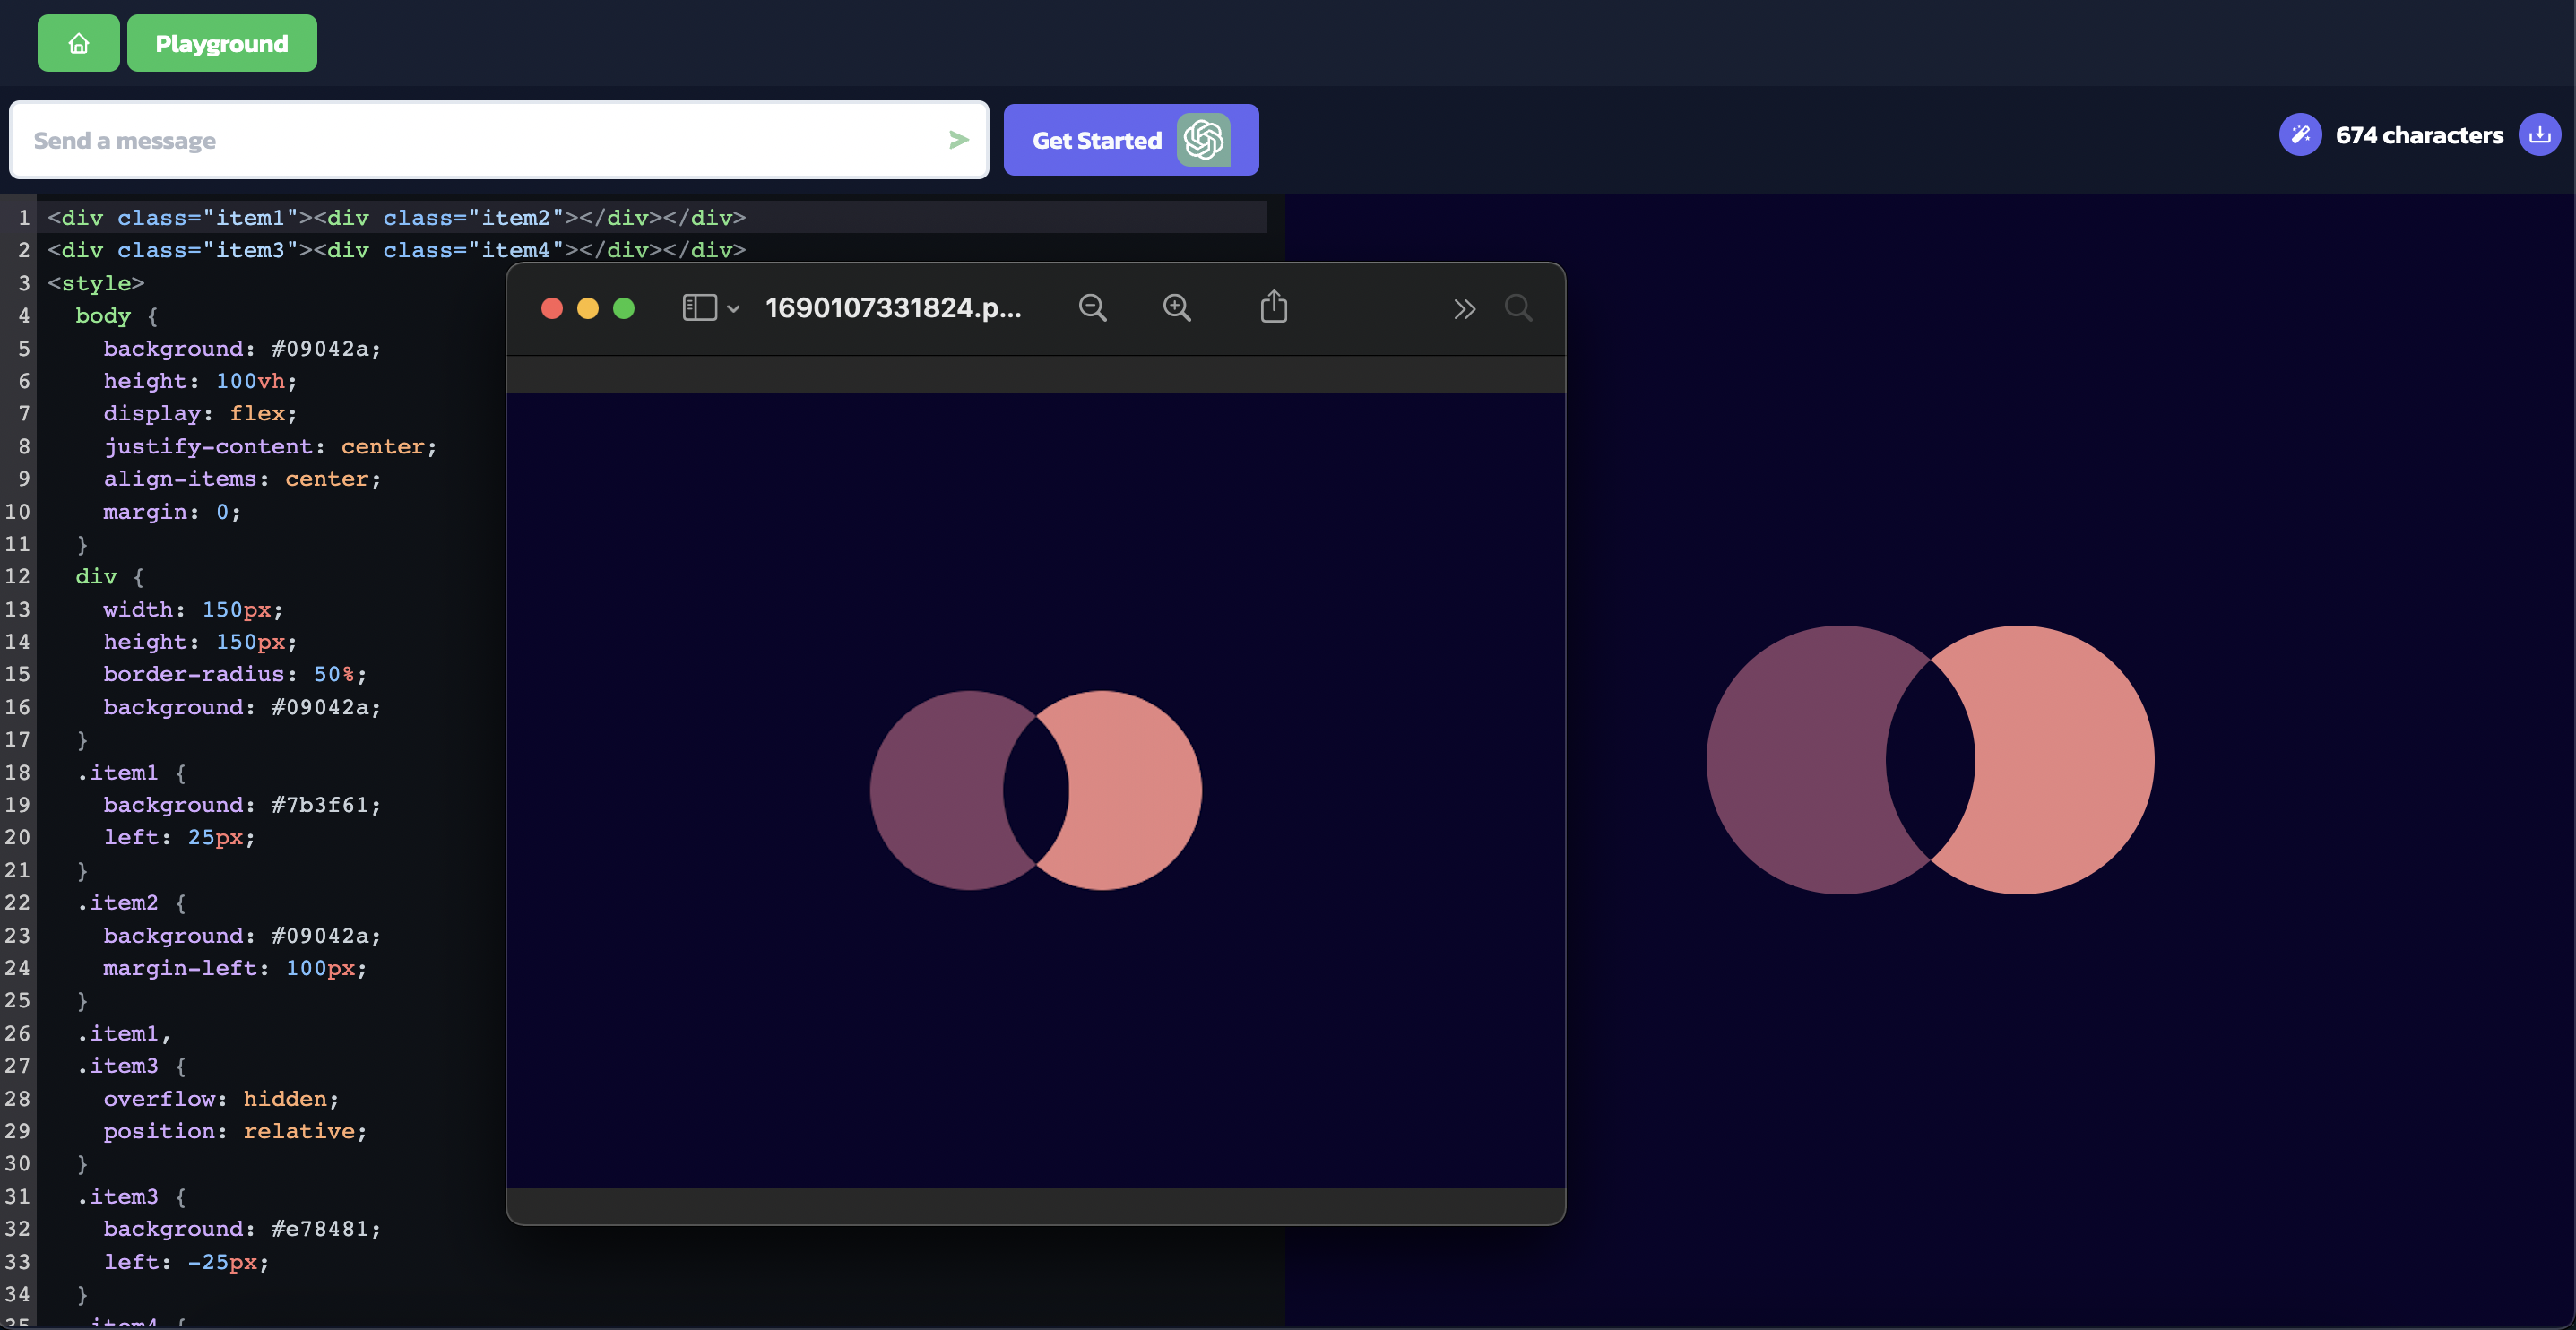 Playground
Send a message
Get Started
674 characters
1 <div class="item1"><div class="item2"></div></div>
2 <div class="item3"><div class="item4"></div></div>
3 <style>
4 body {
5 background: #09042a;
6 height: 100vh;
7 display: flex;
8 justify-content: center;
9 align-items: center;
10 margin: 0;
11 }
12 div {
13 width: 150px;
14 height: 150px;
15 border-radius: 50%;
16 background: #09042a;
17 }
18 .item1 {
19 background: #7b3f61;
20 left: 25px;
21 }
22 .item2 {
23 background: #09042a;
24 margin-left: 100px;
25 }
26 .item1,
27 .item3 {
28 overflow: hidden;
29 position: relative;
30 }
31 .item3 {
32 background: #e78481;
33 left: -25px;
34 }
35 .item4 {
1690107331824.p...